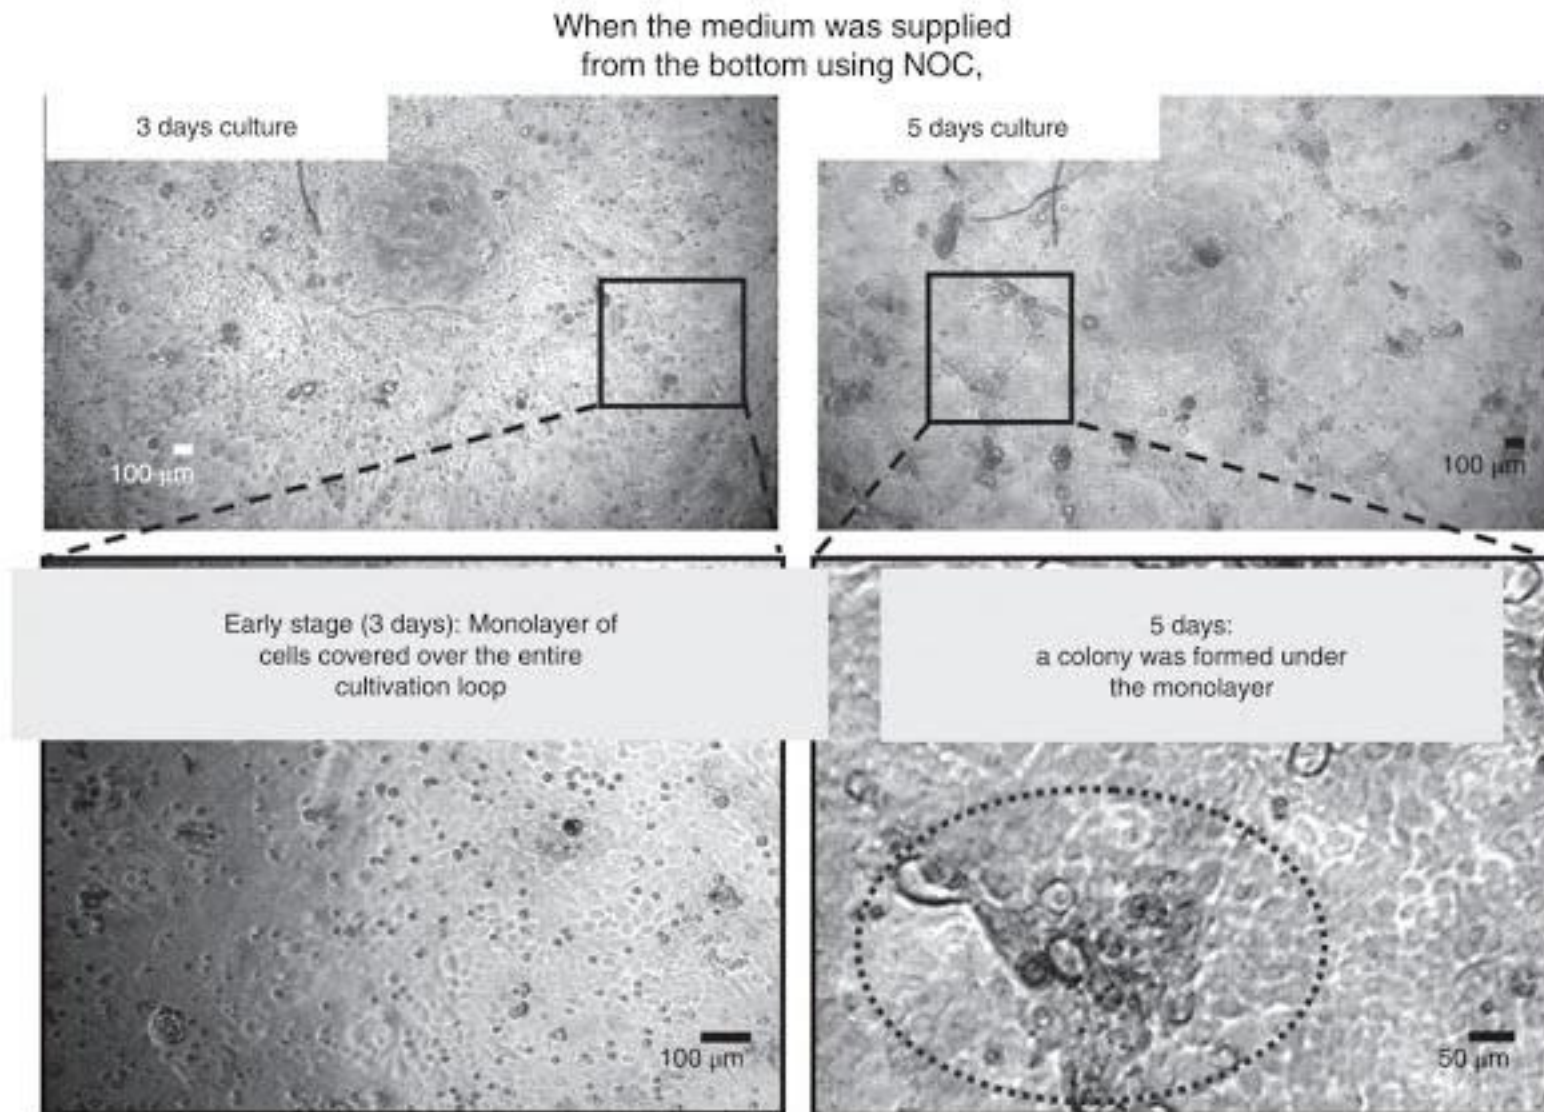 When the medium was supplied
from the bottom using NOC,
3 days culture
5 days culture
100 μm
100 μm
Early stage (3 days): Monolayer of
cells covered over the entire
cultivation loop
5 days:
a colony was formed under
the monolayer
100 μm
50 μm